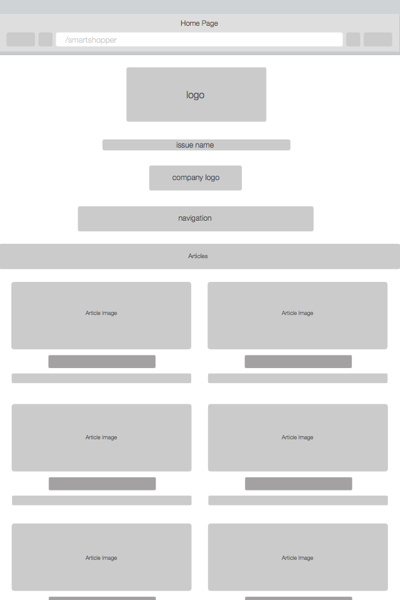 Home Page
/smartshopper
logo
issue name
company logo
navigation
Articles
Article Image
Article Image
Article Image
Article Image
Article Image
Article Image